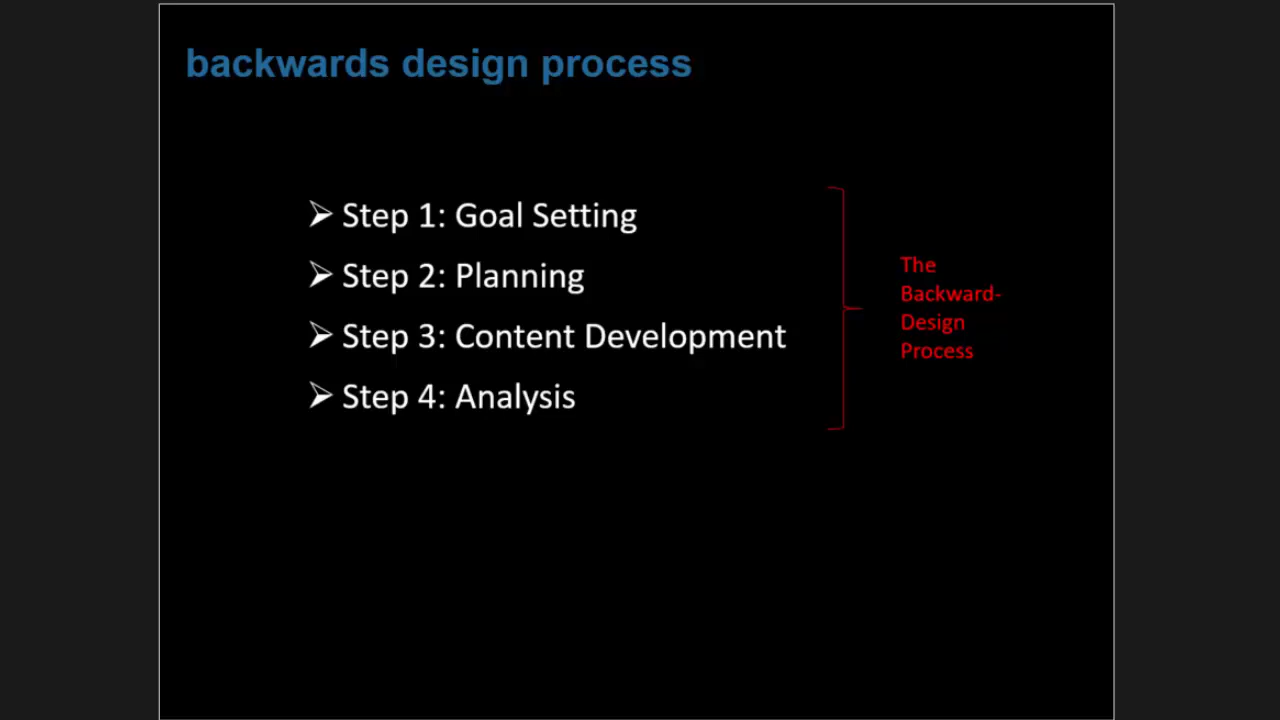 backwards design process
Step 1: Goal Setting
Step 2: Planning
Step 3: Content Development
Step 4: Analysis
The
Backward-
Design
Process